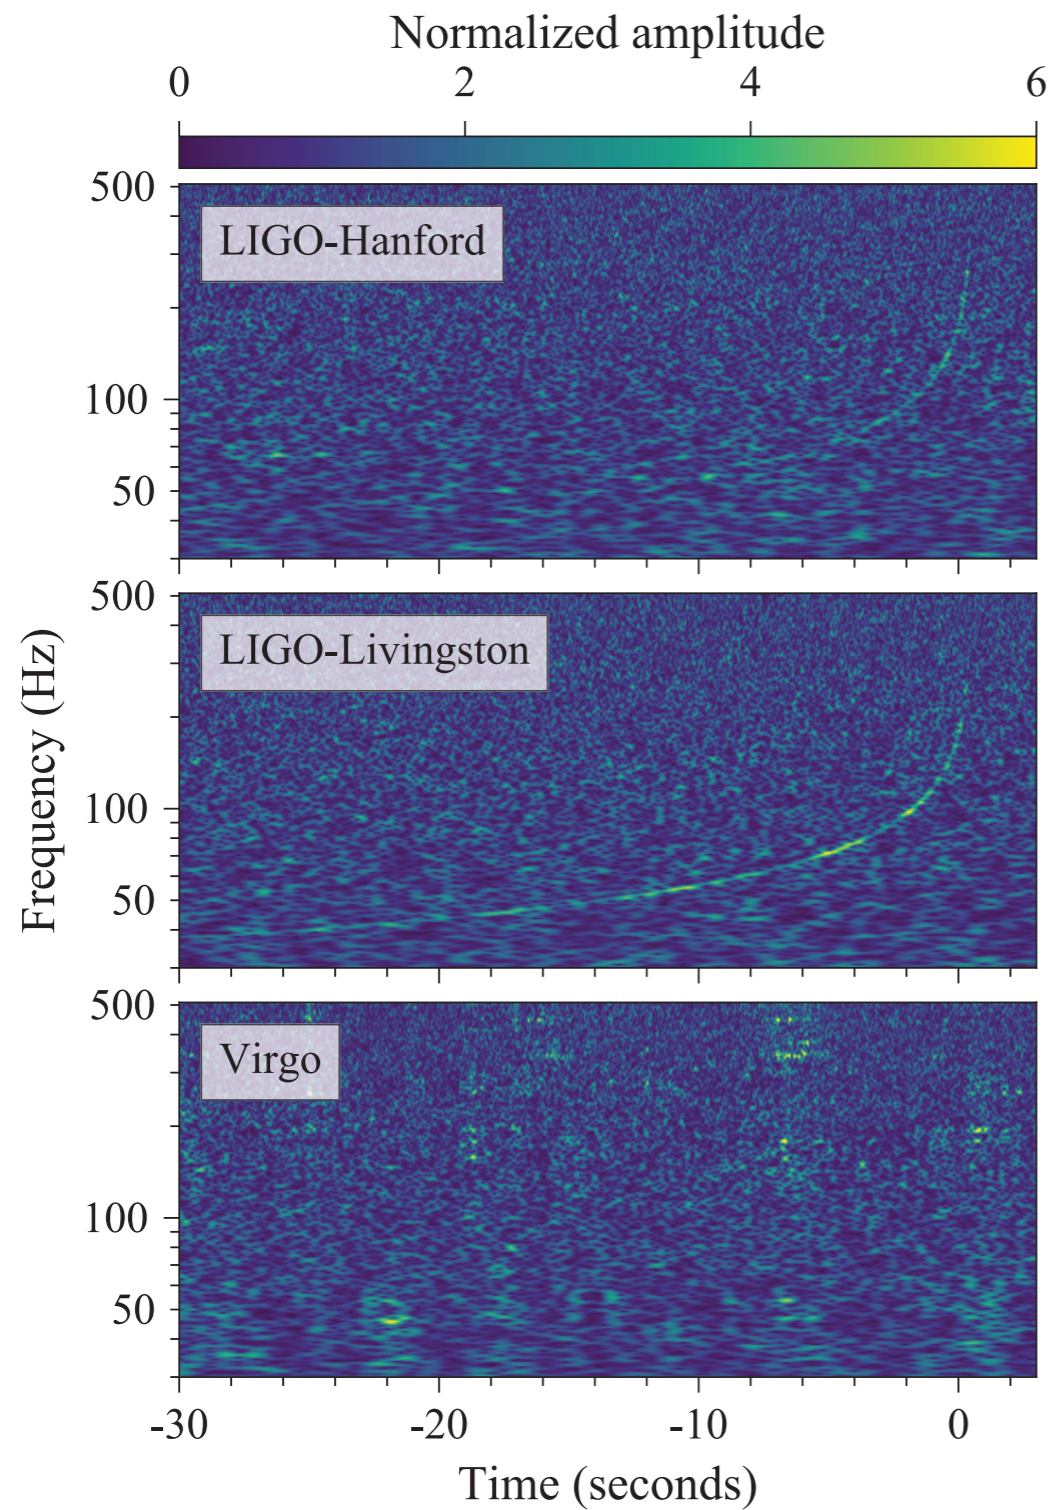 Normalized amplitude
0 2 4 6
500
LIGO-Hanford
100
50
500
LIGO-Livingston
100
50
Frequency (Hz)
500
Virgo
100
50
-30 -20 -10 0
Time (seconds)